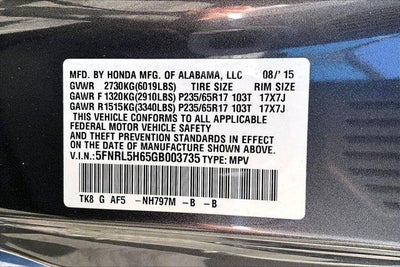 MFD. BY HONDA MFG. OF ALABAMA, LLC 08/'15
GVWR 2730KG(6019LBS) TIRE SIZE RIM SIZE
GAWR F 1320KG(2910LBS) P235/65R17 103T 17X7J
GAWR R 1515KG(3340LBS) P235/65R17 103T 17X7J
THIS VEHICLE CONFORMS TO ALL APPLICABLE
FEDERAL MOTOR VEHICLE SAFETY, BUMPER,
AND THEFT PREVENTION STANDARDS IN EFFECT
ON THE DATE OF MANUFACTURE SHOWN ABOVE.
V.I.N.: 5FNRL5H65GB003735 TYPE: MPV
TK8 G AF5 -NH797M -B -B